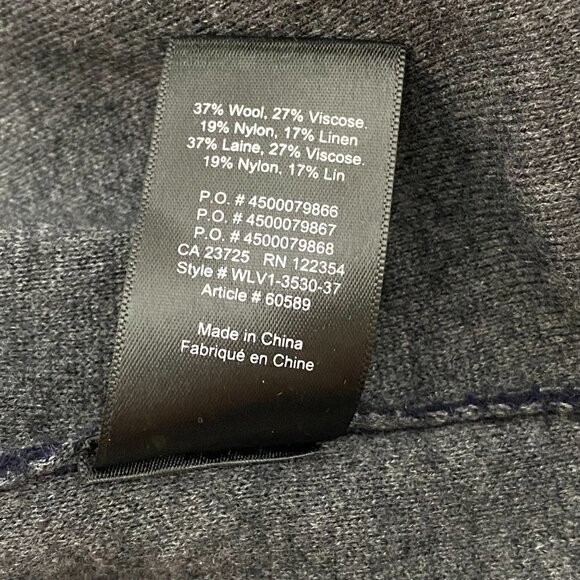 37% Wool, 27% Viscose.
19% Nylon, 17% Linen
37% Laine, 27% Viscose.
19% Nylon, 17% Lin
P.O. # 4500079866
P.O. # 4500079867
P.O. # 4500079868
CA 23725 RN 122354
Style # WLV1-3530-37
Article # 60589
Made in China
Fabriqué en Chine